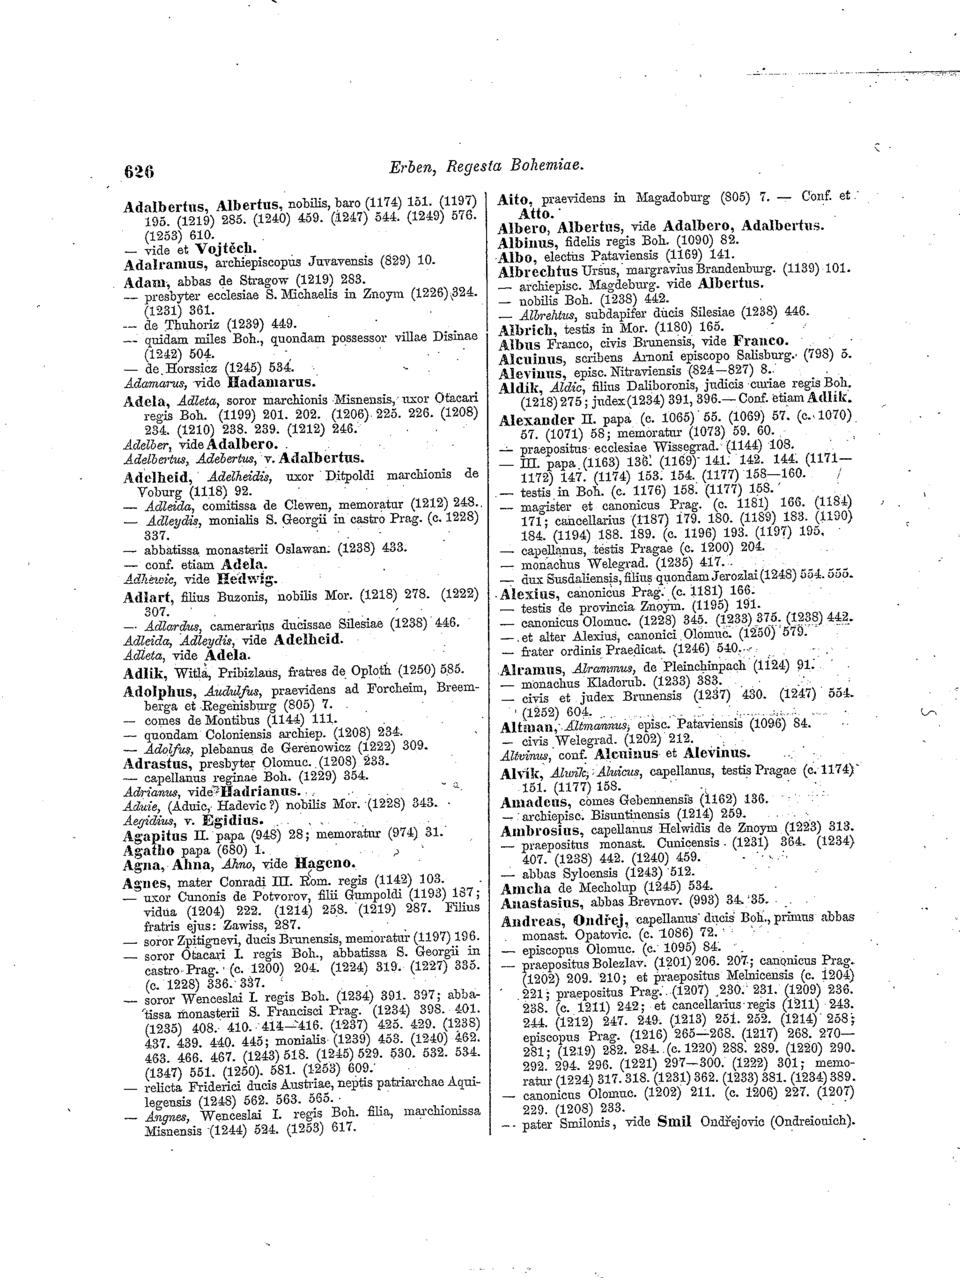 626
Erben, Regesta Bohemiae.
Adalbertus, Albertus, nobilis, baro (1174) 151. (1197)
195. (1219) 285. (1240) 459. (1247) 544. (1249) 576.
(1253) 610.
— vide et Vojtěch.
Adalramus, archiepiscopus Juvavensis (829) 10.
Adam, abbas de Stragow (1219) 283.
— presbyter ecclesiae S. Michaelis in Znoym (1226) 324.
(1231) 361.
— de Thuhoriz (1239) 449.
— quidam miles Boh., quondam possessor villae Disinae
(1242) 504.
— de Horssicz (1245) 534.
Adamarus, vide Hadamarus.
Adela, Adleta, soror marchionis Misnensis, uxor Otacari
regis Boh. (1199) 201. 202. (1206) 225. 226. (1208)
234. (1210) 238. 239. (1212) 246.
Adelber, vide Adalbero.
Adelbertus, Adebertus, v. Adalbertus.
Adelheid, Adelheidis, uxor Ditpoldi marchionis de
Voburg (1118) 92.
— Adleida, comitissa de Clewen, memoratur (1212) 248.
— Adleydis, monialis S. Georgii in castro Prag. (c. 1228)
337.
— abbatissa monasterii Oslawan. (1238) 433.
— conf. etiam Adela.
Adhewic, vide Hedwig.
Adlart, filius Buzonis, nobilis Mor. (1218) 278. (1222)
307.
— Adlardus, camerarius ducissae Silesiae (1238) 446.
Adleida, Adleydis, vide Adelheid.
Adleta, vide Adela.
Adlik, Witla, Pribizlaus, fratres de Oploth (1250) 585.
Adolphus, Audulfus, praevidens ad Forcheim, Breem-
berga et Regenisburg (805) 7.
— comes de Montibus (1144) 111.
— quondam Coloniensis archiep. (1208) 234.
— Adolfus, plebanus de Gerenowicz (1222) 309.
Adrastus, presbyter Olomuc. (1208) 233.
— capellanus reginae Boh. (1229) 354.
Adrianus, vide Hadrianus.
Aduie, (Aduic, Hadevic?) nobilis Mor. (1228) 343.
Aegidius, v. Egidius.
Agapitus II. papa (948) 28; memoratur (974) 31.
Agatho papa (680) 1.
Agna, Ahna, Ahno, vide Hageno.
Agnes, mater Conradi III. Rom. regis (1142) 103.
— uxor Cunonis de Potvorov, filii Gumpoldi (1193) 187;
vidua (1204) 222. (1214) 258. (1219) 287. Filius
fratris ejus: Zawiss, 287.
— soror Zpitignevi, ducis Brunensis, memoratur (1197) 196.
— soror Otacari I. regis Boh., abbatissa S. Georgii in
castro Prag. (c. 1200) 204. (1224) 319. (1227) 335.
(c. 1228) 336. 337.
— soror Wenceslai I. regis Boh. (1234) 391. 397; abba-
tissa monasterii S. Francisci Prag. (1234) 398. 401.
(1235) 408. 410. 414—416. (1237) 425. 429. (1238)
437. 439. 440. 445; monialis (1239) 453. (1240) 462.
463. 466. 467. (1243) 518. (1245) 529. 530. 532. 534.
(1347) 551. (1250). 581. (1253) 609.
— relicta Friderici ducis Austriae, neptis patriarchae Aqui-
legensis (1248) 562. 563. 565.
— Angnes, Wenceslai I. regis Boh. filia, marchionissa
Misnensis (1244) 524. (1253) 617.
Aito, praevidens in Magadoburg (805) 7. — Conf. et
Atto.
Albero, Albertus, vide Adalbero, Adalbertus.
Albinus, fidelis regis Boh. (1090) 82.
Albo, electus Pataviensis (1169) 141.
Albrechtus Ursus, margravius Brandenburg. (1139) 101.
— archiepisc. Magdeburg. vide Albertus.
— nobilis Boh. (1238) 442.
— Albrehtus, subdapifer ducis Silesiae (1238) 446.
Albrich, testis in Mor. (1180) 165.
Albus Franco, civis Brunensis, vide Franco.
Alcuinus, scribens Arnoni episcopo Salisburg. (798) 5.
Alevinus, episc. Nitraviensis (824—827) 8.
Aldik, Aldic, filius Daliboronis, judicis curiae regis Boh.
(1218) 275; judex (1234) 391, 396.— Conf. etiam Adlik.
Alexander II. papa (c. 1065) 55. (1069) 57. (c. 1070)
57. (1071) 58; memoratur (1073) 59. 60.
— praepositus ecclesiae Wissegrad. (1144) 108.
— III. papa (1163) 136. (1169) 141. 142. 144. (1171—
1172) 147. (1174) 153. 154. (1177) 158—160.
— testis in Boh. (c. 1176) 158. (1177) 158.
— magister et canonicus Prag. (c. 1181) 166. (1184)
171; cancellarius (1187) 179. 180. (1189) 183. (1190)
184. (1194) 188. 189. (c. 1196) 193. (1197) 195.
— capellanus, testis Pragae (c. 1200) 204.
— monachus Welegrad. (1235) 417.
— dux Susdaliensis, filius quondam Jerozlai (1248) 554. 555.
Alexius, canonicus Prag. (c. 1181) 166.
— testis de provincia Znoym. (1195) 191.
— canonicus Olomuc. (1228) 345. (1233) 375. (1238) 442.
— et alter Alexius, canonici Olomuc. (1250) 579.
— frater ordinis Praedicat. (1246) 540.
Alramus, Alrammus, de Pleinchinpach (1124) 91.
— monachus Kladorub. (1233) 383.
— civis et judex Brunensis (1237) 430. (1247) 554.
(1252) 604.
Altman, Altmannus, episc. Pataviensis (1096) 84.
— civis Welegrad. (1202) 212.
Altvinus, conf. Alcuinus et Alevinus.
Alvik, Alwik, Aluicus, capellanus, testis Pragae (c. 1174)
151. (1177) 158.
Amadeus, comes Gebennensis (1162) 136.
— archiepisc. Bisuntinensis (1214) 259.
Ambrosius, capellanus Helwidis de Znoym (1223) 313.
— praepositus monast. Cunicensis (1231) 364. (1234)
407. (1238) 442. (1240) 459.
— abbas Syloensis (1243) 512.
Amcha de Mecholup (1245) 534.
Anastasius, abbas Brevnov. (993) 34. 35.
Andreas, Ondřej, capellanus ducis Boh., primus abbas
monast. Opatovic. (c. 1086) 72.
— episcopus Olomuc. (c. 1095) 84.
— praepositus Bolezlav. (1201) 206. 207; canonicus Prag.
(1202) 209. 210; et praepositus Melnicensis (c. 1204)
221; praepositus Prag. (1207) 230. 231. (1209) 236.
238. (c. 1211) 242; et cancellarius regis (1211) 243.
244. (1212) 247. 249. (1213) 251. 252. (1214) 258;
episcopus Prag. (1216) 265—268. (1217) 268. 270—
281; (1219) 282. 284. (c. 1220) 288. 289. (1220) 290.
292. 294. 296. (1221) 297—300. (1222) 301; memo-
ratur (1224) 317. 318. (1231) 362. (1233) 381. (1234) 389.
— canonicus Olomuc. (1202) 211. (c. 1206) 227. (1207)
229. (1208) 233.
— pater Smilonis, vide Smil Ondřejovic (Ondreiouich).